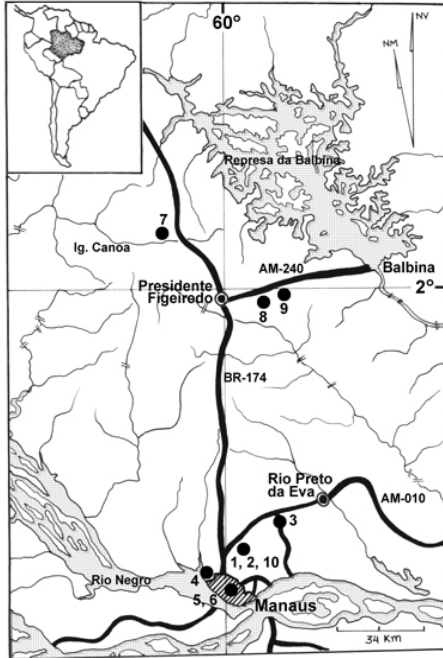 60°
NV
NM
Represa da Balbina
7
Ig. Canoa
AM-240
Balbina
Presidente
Figeiredo
2°
8
9
BR-174
Rio Preto
da Eva
AM-010
3
1, 2, 10
4
Rio Negro
5, 6
Manaus
34 KM